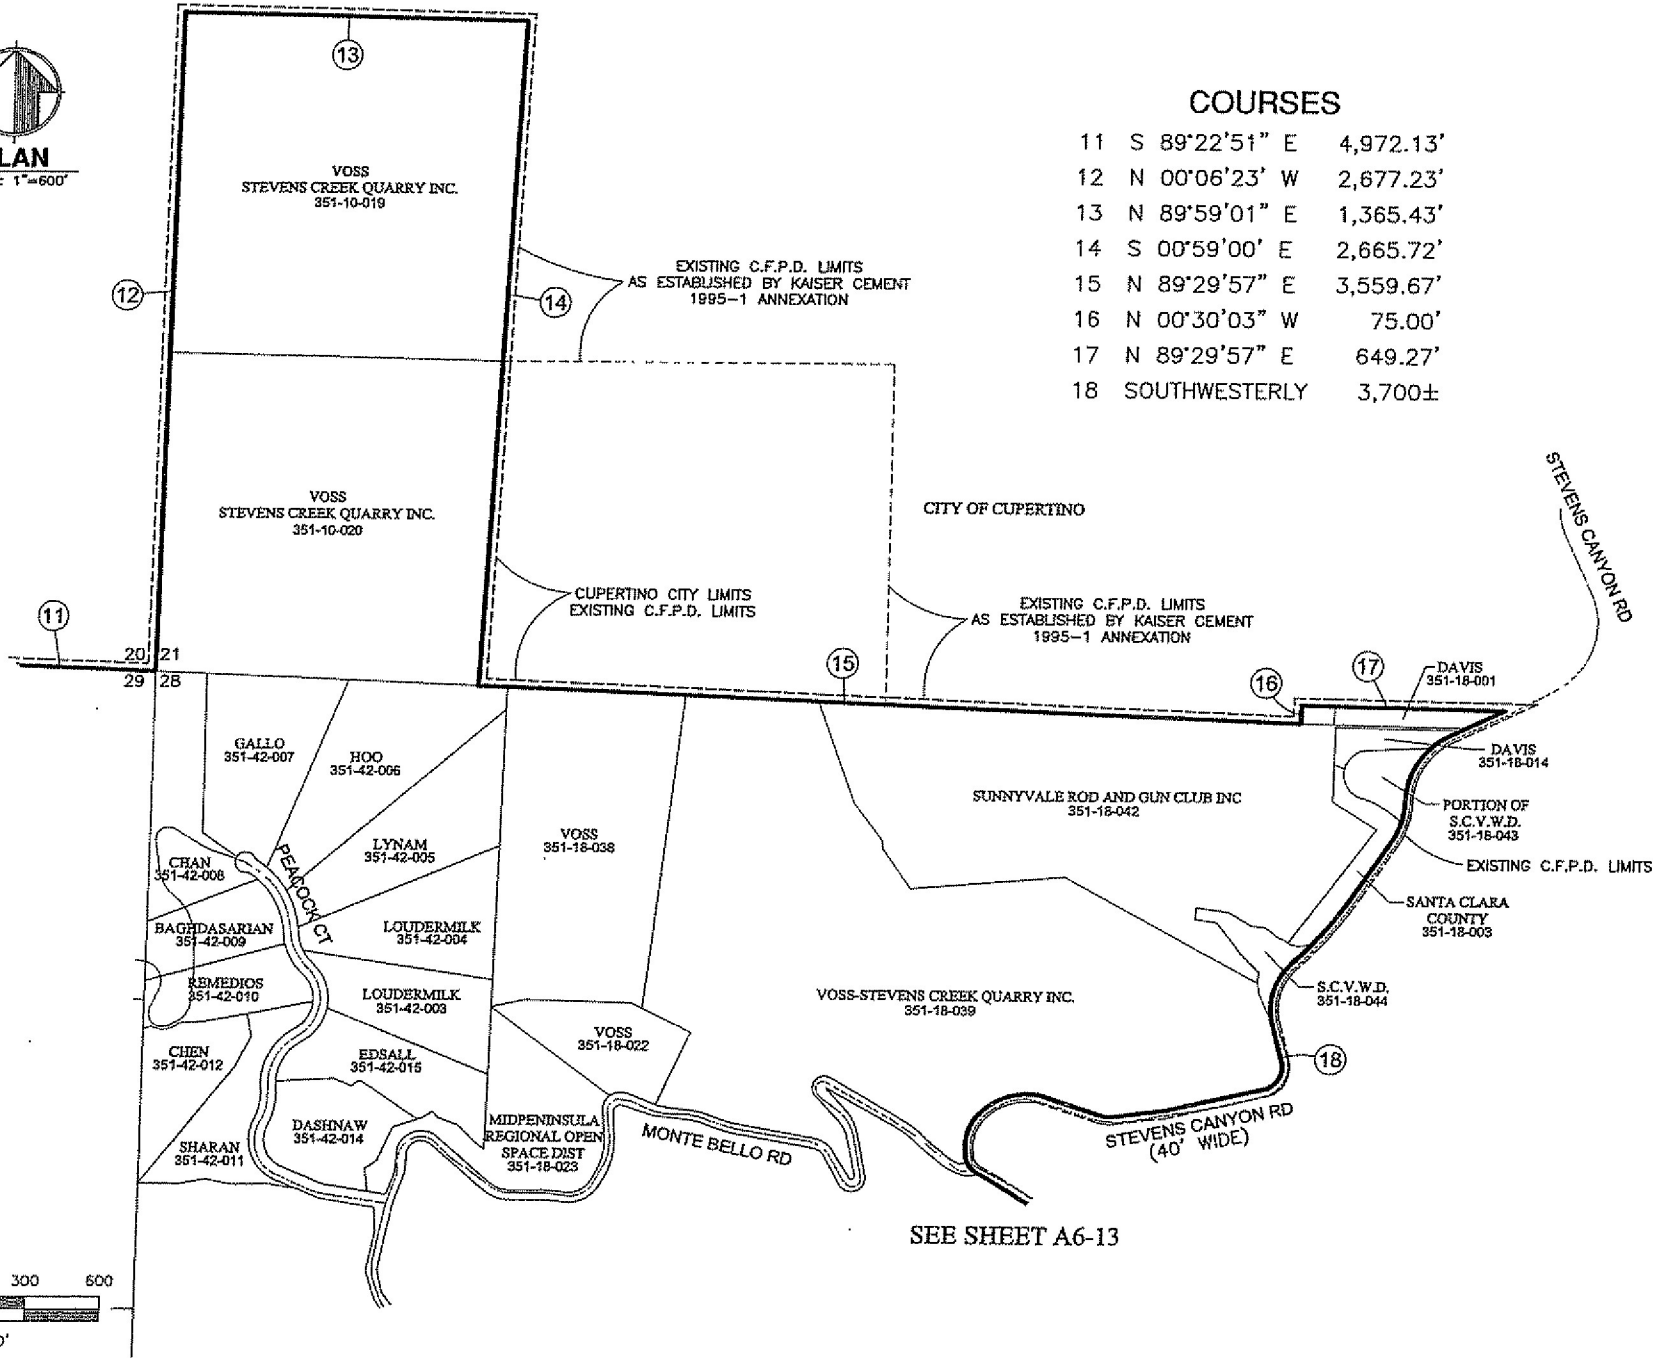 LAN
: 1"=600'
13
VOSS
STEVENS CREEK QUARRY INC.
351-10-019
12
14
EXISTING C.F.P.D. LIMITS
AS ESTABLISHED BY KAISER CEMENT
1995-1 ANNEXATION
COURSES
11 S 89°22'51" E 4,972.13'
12 N 00°06'23' W 2,677.23'
13 N 89°59'01" E 1,365.43'
14 S 00°59'00' E 2,665.72'
15 N 89°29'57" E 3,559.67'
16 N 00°30'03" W 75.00'
17 N 89°29'57" E 649.27'
18 SOUTHWESTERLY 3,700±
VOSS
STEVENS CREEK QUARRY INC.
351-10-020
CITY OF CUPERTINO
STEVENS CANYON RD
CUPERTINO CITY LIMITS
EXISTING C.F.P.D. LIMITS
EXISTING C.F.P.D. LIMITS
AS ESTABLISHED BY KAISER CEMENT
1995-1 ANNEXATION
11
20 21
29 28
15
16
17
DAVIS
351-18-001
DAVIS
351-18-014
PORTION OF
S.C.V.W.D.
351-18-043
EXISTING C.F.P.D. LIMITS
SANTA CLARA
COUNTY
351-18-003
S.C.V.W.D.
351-18-044
18
GALLO
351-42-007
HOO
351-42-006
LYNAM
351-42-005
VOSS
351-18-038
SUNNYVALE ROD AND GUN CLUB INC
351-18-042
CHAN
351-42-008
PEACOCK CT
BAGHDASARIAN
351-42-009
LOUDERMILK
351-42-004
REMEDIOS
351-42-010
LOUDERMILK
351-42-003
VOSS-STEVENS CREEK QUARRY INC.
351-18-039
VOSS
351-18-022
CHEN
351-42-012
EDSALL
351-42-015
DASHNAW
351-42-014
SHARAN
351-42-011
MIDPENINSULA
REGIONAL OPEN
SPACE DIST
351-18-023
MONTE BELLO RD
STEVENS CANYON RD
(40' WIDE)
SEE SHEET A6-13
300 600
0'